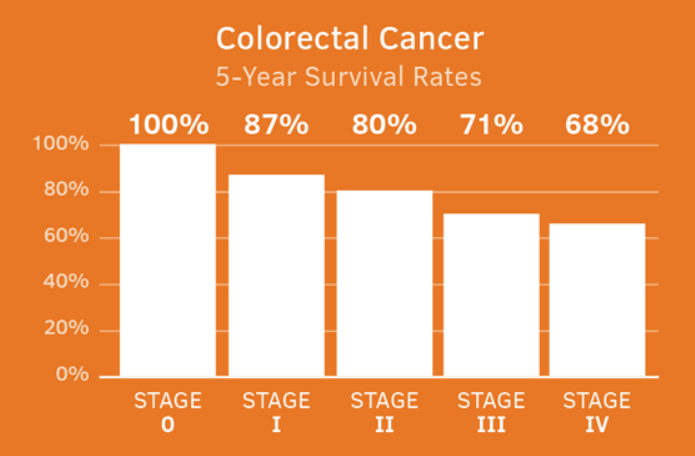 Colorectal Cancer
5-Year Survival Rates
100% 87% 80% 71% 68%
100%
80%
60%
40%
20%
0%
STAGE STAGE STAGE STAGE STAGE
0 I II III IV